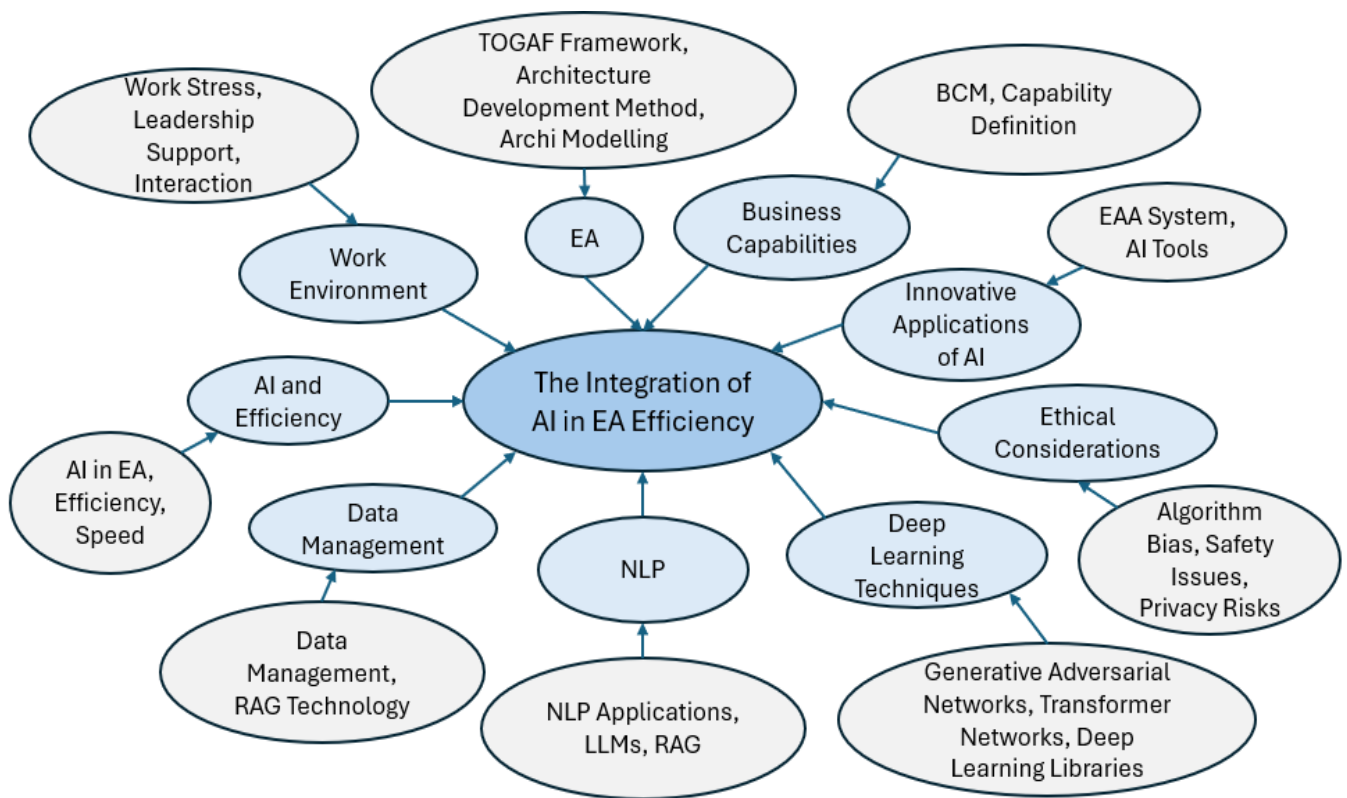 TOGAF Framework,
Architecture
Development Method,
Archi Modelling
Work Stress,
Leadership
Support,
Interaction
BCM, Capability
Definition
EA
Business
Capabilities
EAA System,
AI Tools
Work
Environment
Innovative
Applications
of AI
The Integration of
AI in EA Efficiency
AI and
Efficiency
Ethical
Considerations
AI in EA,
Efficiency,
Speed
Data
Management
NLP
Deep
Learning
Techniques
Algorithm
Bias, Safety
Issues,
Privacy Risks
Data
Management,
RAG Technology
NLP Applications,
LLMs, RAG
Generative Adversarial
Networks, Transformer
Networks, Deep
Learning Libraries